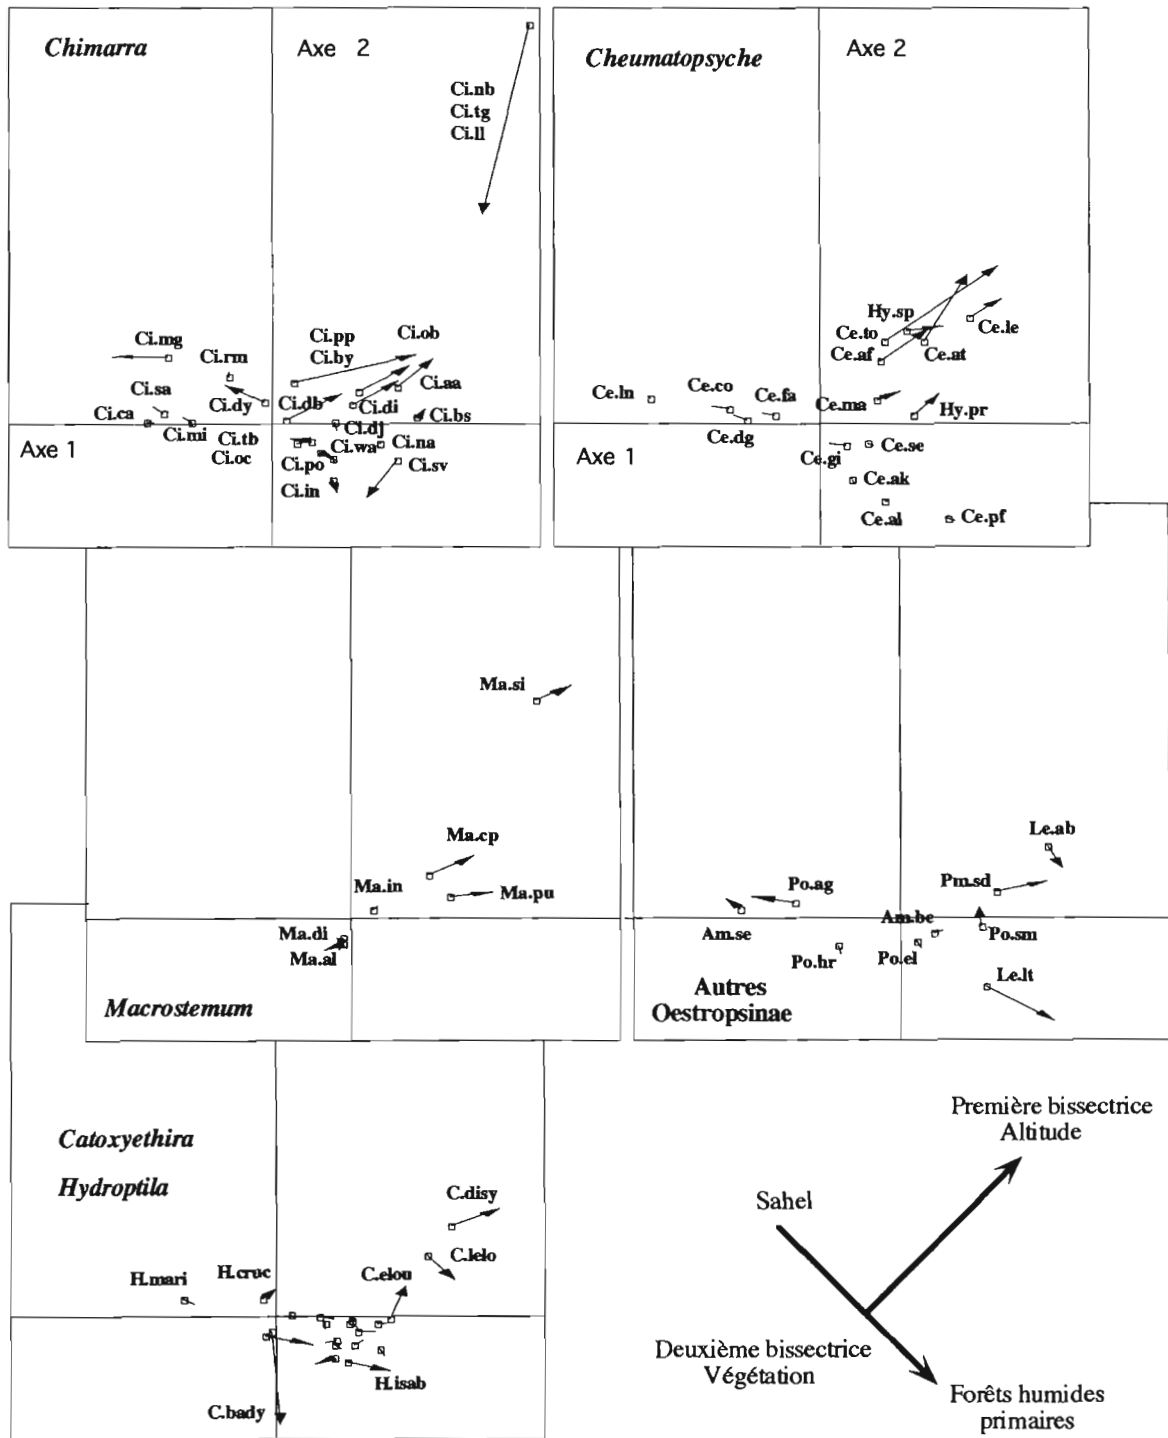 Chimarra
Axe 2
Ci.nb
Ci.tg
Ci.ll
Ci.mg
Ci.rm
Ci.sa
Ci.ca
Ci.mi
Ci.dy
Ci.pp
Ci.by
Ci.ob
Ci.db
Ci.di
Ci.aa
Ci.bs
Ci.dj
Ci.tb
Ci.oc
Ci.wa
Ci.na
Ci.po
Ci.sv
Ci.in
Axe 1
Cheumatopsyche
Axe 2
Hy.sp
Ce.to
Ce.af
Ce.at
Ce.le
Ce.ln
Ce.co
Ce.fa
Ce.dg
Ce.ma
Hy.pr
Axe 1
Ce.gi
Ce.se
Ce.ak
Ce.al
Ce.pf
Ma.si
Ma.cp
Ma.in
Ma.pu
Ma.di
Ma.al
Macrostemum
Le.ab
Pm.sd
Po.ag
Am.se
Am.be
Po.sm
Po.hr
Po.el
Le.lt
Autres
Oestropsinae
Catoxyethira
Hydroptila
C.disy
C.lelo
H.mari
H.cruc
C.elou
H.isab
C.bady
Première bissectrice
Altitude
Sahel
Deuxième bissectrice
Végétation
Forêts humides
primaires